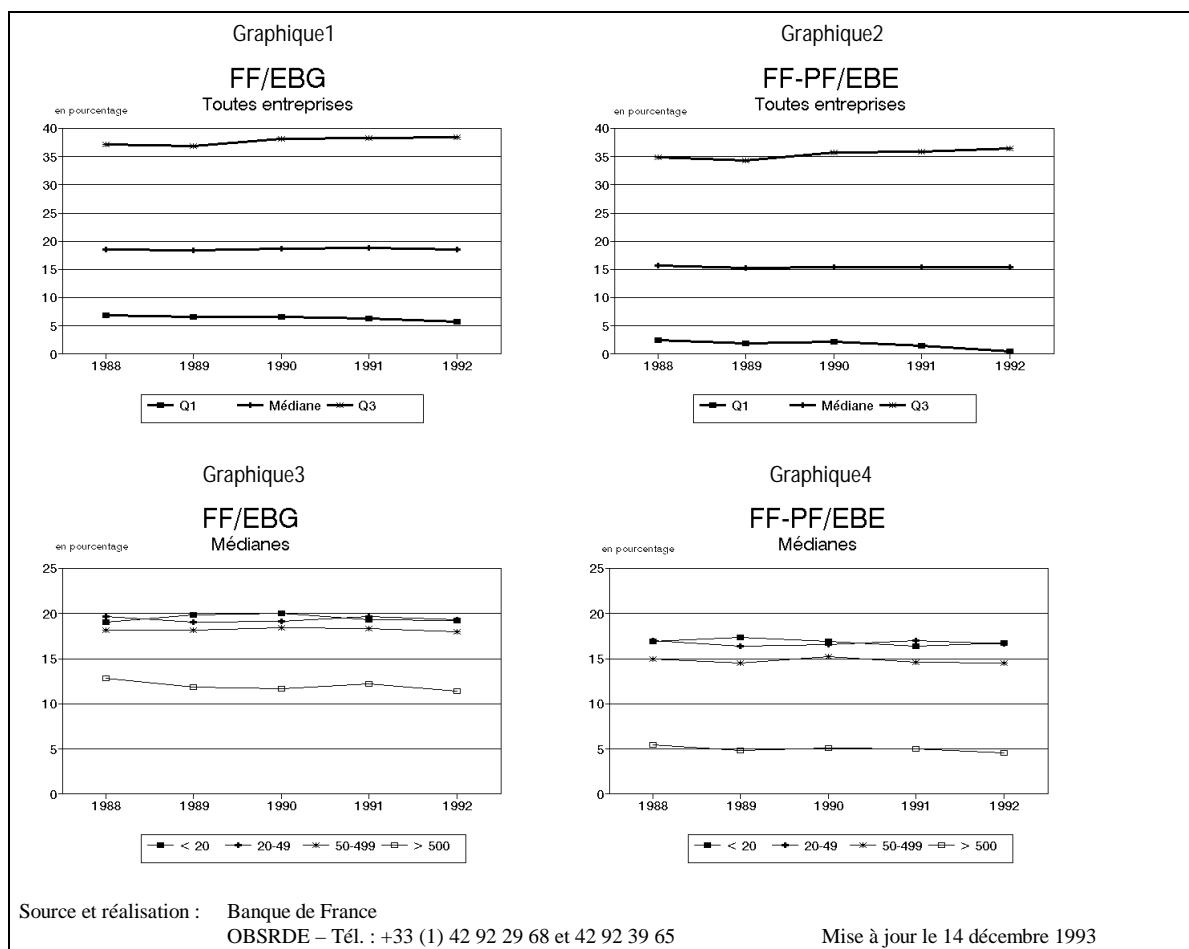 Graphique1
FF/EBG
Toutes entreprises
en pourcentage
40
35
30
25
20
15
10
5
0
1988 1989 1990 1991 1992
Q1 Médiane Q3
Graphique2
FF-PF/EBE
Toutes entreprises
en pourcentage
40
35
30
25
20
15
10
5
0
1988 1989 1990 1991 1992
Q1 Médiane Q3
Graphique3
FF/EBG
Médianes
en pourcentage
25
20
15
10
5
0
1988 1989 1990 1991 1992
< 20 20-49 50-499 > 500
Graphique4
FF-PF/EBE
Médianes
en pourcentage
25
20
15
10
5
0
1988 1989 1990 1991 1992
< 20 20-49 50-499 > 500
Source et réalisation : Banque de France
OBSRDE – Tél. : +33 (1) 42 92 29 68 et 42 92 39 65 Mise à jour le 14 décembre 1993